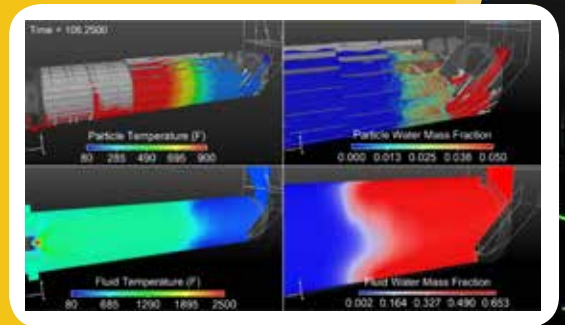 Time = 106.2500
Particle Temperature (F)
80 285 490 695 900
Particle Water Mass Fraction
0.000 0.013 0.025 0.038 0.050
Fluid Temperature (F)
80 685 1290 1895 2500
Fluid Water Mass Fraction
0.002 0.164 0.327 0.490 0.653